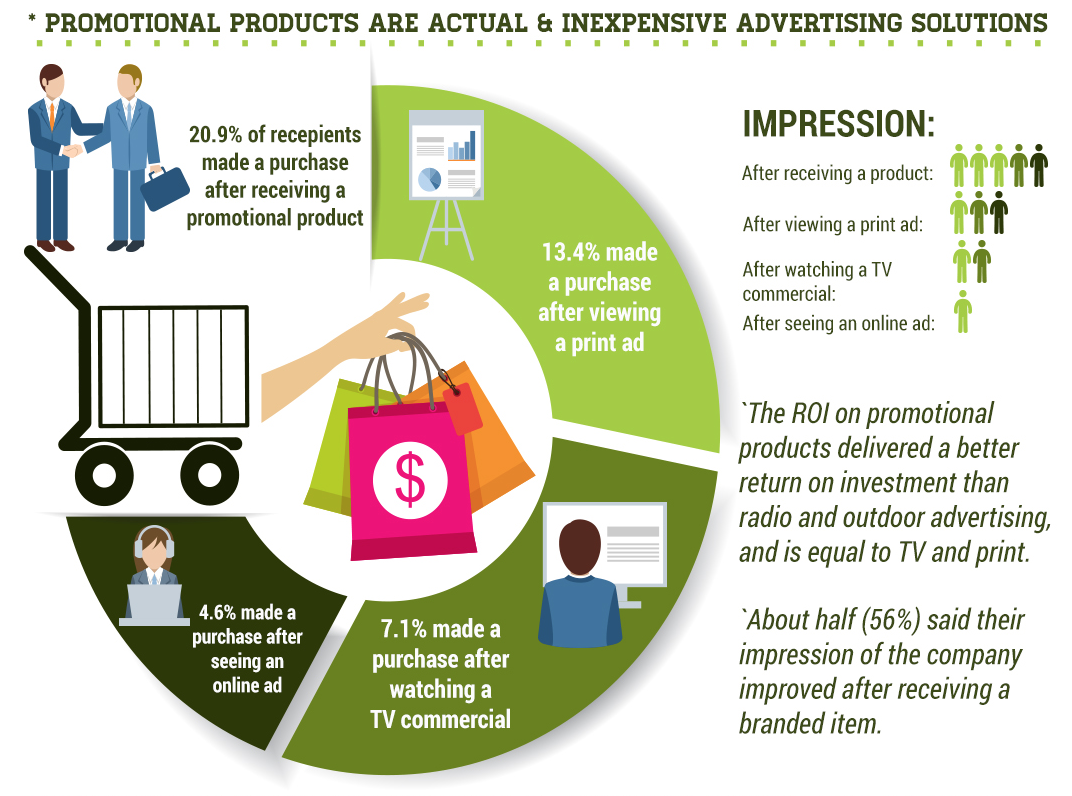 * PROMOTIONAL PRODUCTS ARE ACTUAL & INEXPENSIVE ADVERTISING SOLUTIONS
20.9% of recepients
made a purchase
after receiving a
promotional product
13.4% made
a purchase
after viewing
a print ad
$
7.1% made a
purchase after
watching a
TV commercial
4.6% made a
purchase after
seeing an
online ad
IMPRESSION:
After receiving a product:
After viewing a print ad:
After watching a TV
commercial:
After seeing an online ad:
`The ROI on promotional
products delivered a better
return on investment than
radio and outdoor advertising,
and is equal to TV and print.
`About half (56%) said their
impression of the company
improved after receiving a
branded item.